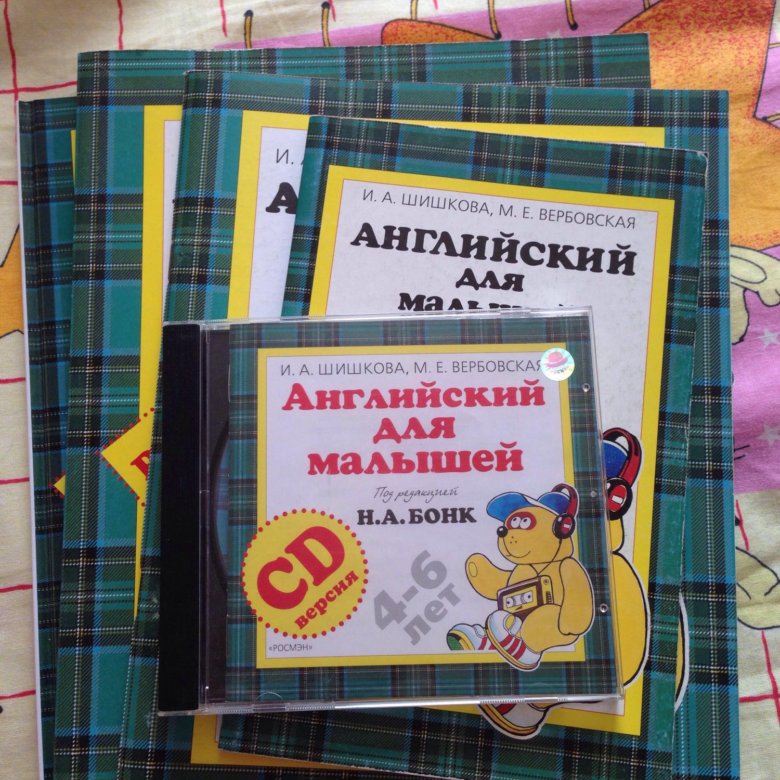 И. А. ШИШКОВА, М. Е. ВЕРБОВСКАЯ
АНГЛИЙСКИЙ
ДЛЯ
И. А. ШИШКОВА, М. Е. ВЕРБОВСКАЯ
Английский
для
малышей
Под редакцией
Н.А. БОНК
CD
версия
4-6
лет
«РОСМЭН»